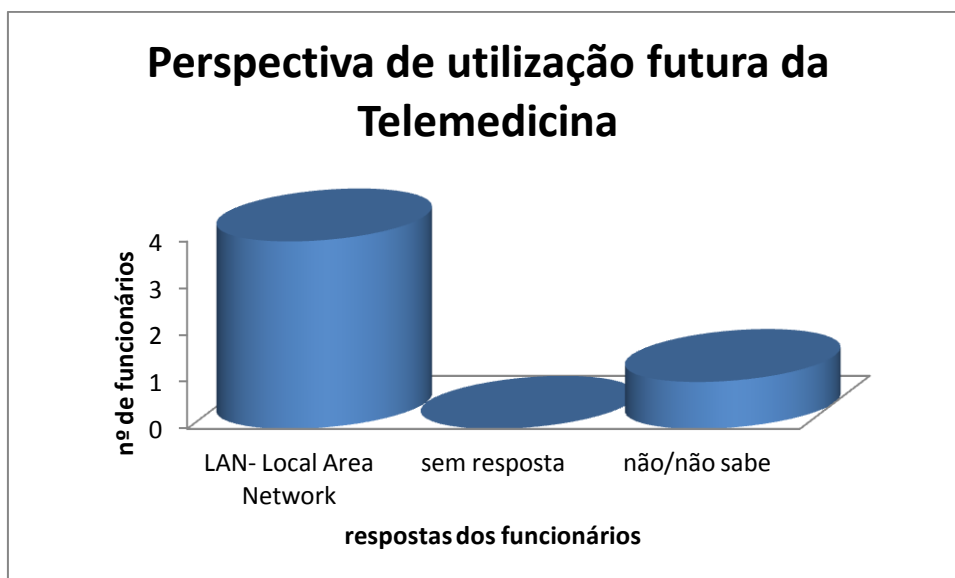 Perspectiva de utilização futura da
Telemedicina
nº de funcionários
4
3
2
1
0
LAN- Local Area
Network
sem resposta
não/não sabe
respostas dos funcionários